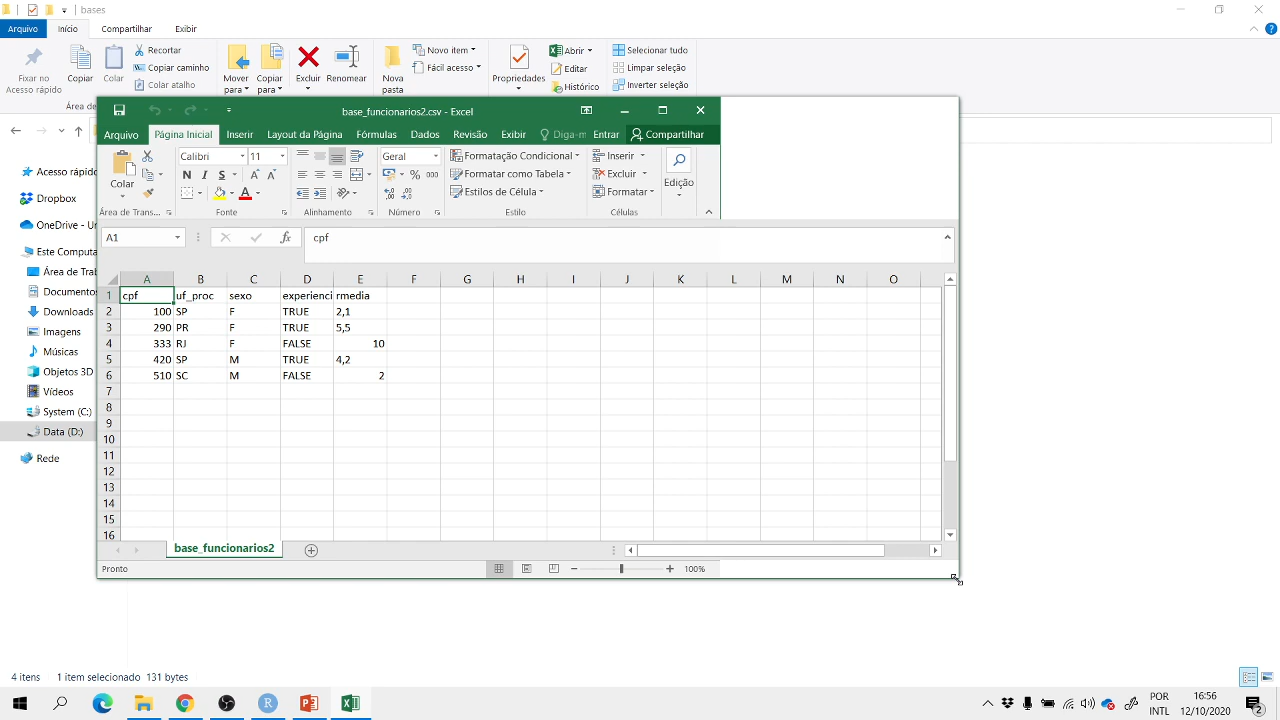 bases
Arquivo Início Compartilhar Exibir
Fixar no Acesso rápido Copiar Colar Recortar Copiar caminho Colar atalho Mover para Copiar para Excluir Renomear Nova pasta Novo item Fácil acesso Propriedades Abrir Editar Histórico Selecionar tudo Limpar seleção Inverter seleção
Área de
base_funcionarios2.csv - Excel
Arquivo Página Inicial Inserir Layout da Página Fórmulas Dados Revisão Exibir Diga-m Entrar Compartilhar
Colar Calibri 11 Geral Formatação Condicional Inserir
N I S Formatar como Tabela Excluir Edição
Estilos de Célula Formatar
Área de Trans... Fonte Alinhamento Número Estilo Células
A1 fx cpf
A B C D E F G H I J K L M N O
1 cpf uf_proc sexo experienci rmedia
2 100 SP F TRUE 2,1
3 290 PR F TRUE 5,5
4 333 RJ F FALSE 10
5 420 SP M TRUE 4,2
6 510 SC M FALSE 2
7
8
9
10
11
12
13
14
15
16
base_funcionarios2
Pronto 100%
Acesso rápido
Dropbox
OneDrive - Un
Este Computa
Área de Trab
Documentos
Downloads
Imagens
Músicas
Objetos 3D
Vídeos
System (C:)
Data (D:)
Rede
4 itens 1 item selecionado 131 bytes
POR 16:56
INTL 12/10/2020 2